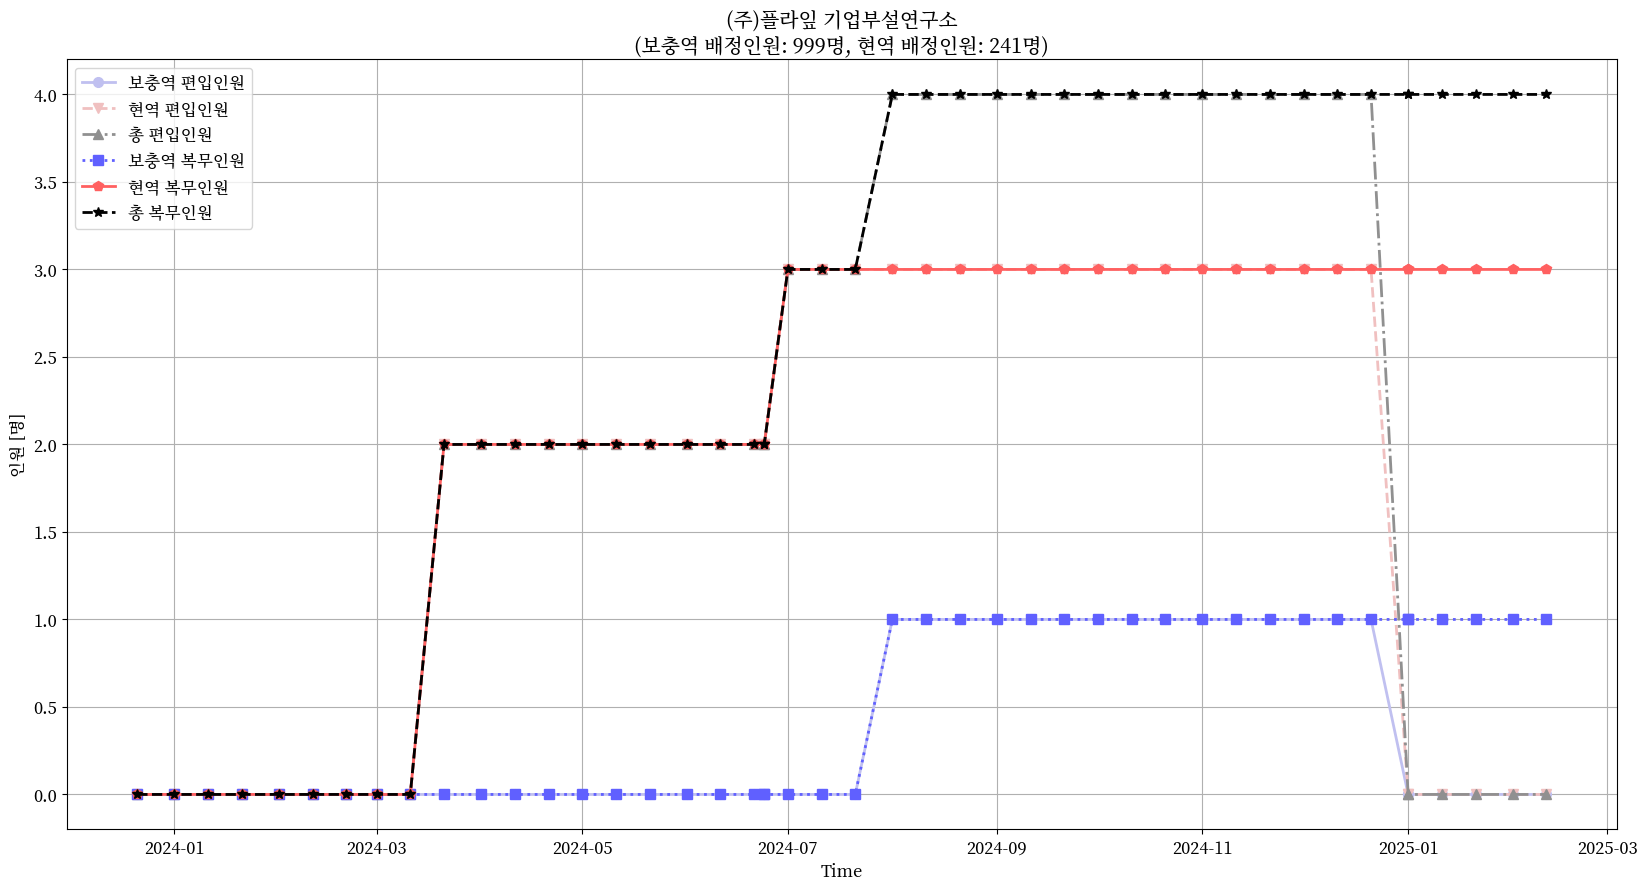 (주)플라잎 기업부설연구소
(보충역 배정인원: 999명, 현역 배정인원: 241명)
보충역 편입인원
현역 편입인원
총 편입인원
보충역 복무인원
현역 복무인원
총 복무인원
4.0
3.5
3.0
2.5
2.0
1.5
1.0
0.5
0.0
인원 [명]
2024-01 2024-03 2024-05 2024-07 2024-09 2024-11 2025-01 2025-03
Time